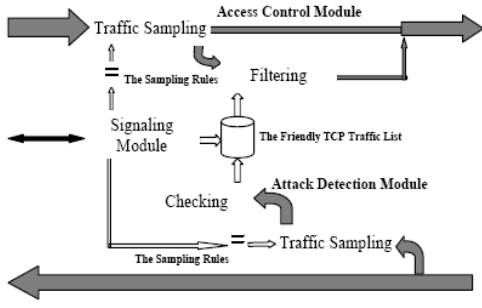 Access Control Module
Traffic Sampling
Filtering
The Sampling Rules
Signaling
Module
The Friendly TCP Traffic List
Attack Detection Module
Checking
Traffic Sampling
The Sampling Rules